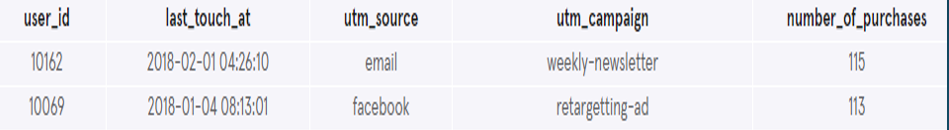 user_id last_touch_at utm_source utm_campaign number_of_purchases
10162 2018-02-01 04:26:10 email weekly-newsletter 115
10069 2018-01-04 08:13:01 facebook retargetting-ad 113